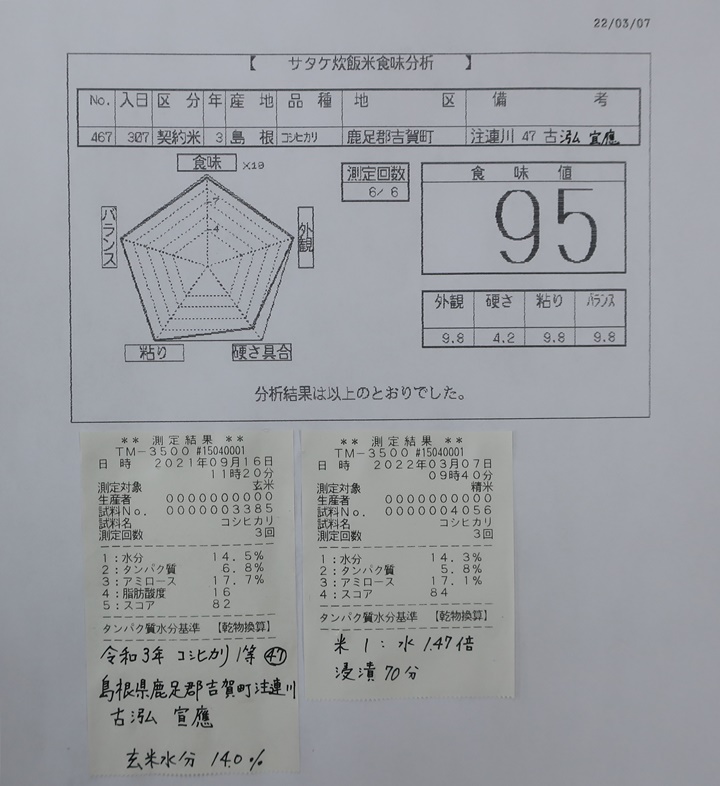 22/03/07
【 サタケ炊飯米食味分析 】
No. 入日 区分 年 産地 品種 地区 備考
467 307 契約米 3 島根 コシヒカリ 鹿足郡吉賀町 注連川 47 古泓 宣應
食味 ×10
7
4
バランス
外観
粘り
硬さ具合
測定回数
6/ 6
食味値
95
外観 硬さ 粘り バランス
9.8 4.2 9.8 9.8
分析結果は以上のとおりでした。
** 測定結果 **
TM-3500 #15040001
日時 2021年09月16日
11時20分
測定対象 玄米
生産者 0000000000
試料No. 0000003385
試料名 コシヒカリ
測定回数 3回
1:水分 14.5%
2:タンパク質 6.8%
3:アミロース 17.7%
4:脂肪酸度 16
5:スコア 82
タンパク質水分基準 【乾物換算】
令和3年 コシヒカリ 1等 ㊼
島根県鹿足郡吉賀町注連川
古泓 宣應
玄米水分 14.0%
** 測定結果 **
TM-3500 #15040001
日時 2022年03月07日
09時40分
測定対象 精米
生産者 0000000000
試料No. 0000004056
試料名 コシヒカリ
測定回数 3回
1:水分 14.3%
2:タンパク質 5.8%
3:アミロース 17.1%
4:スコア 84
タンパク質水分基準 【乾物換算】
米 1 : 水 1.47倍
浸漬 70分